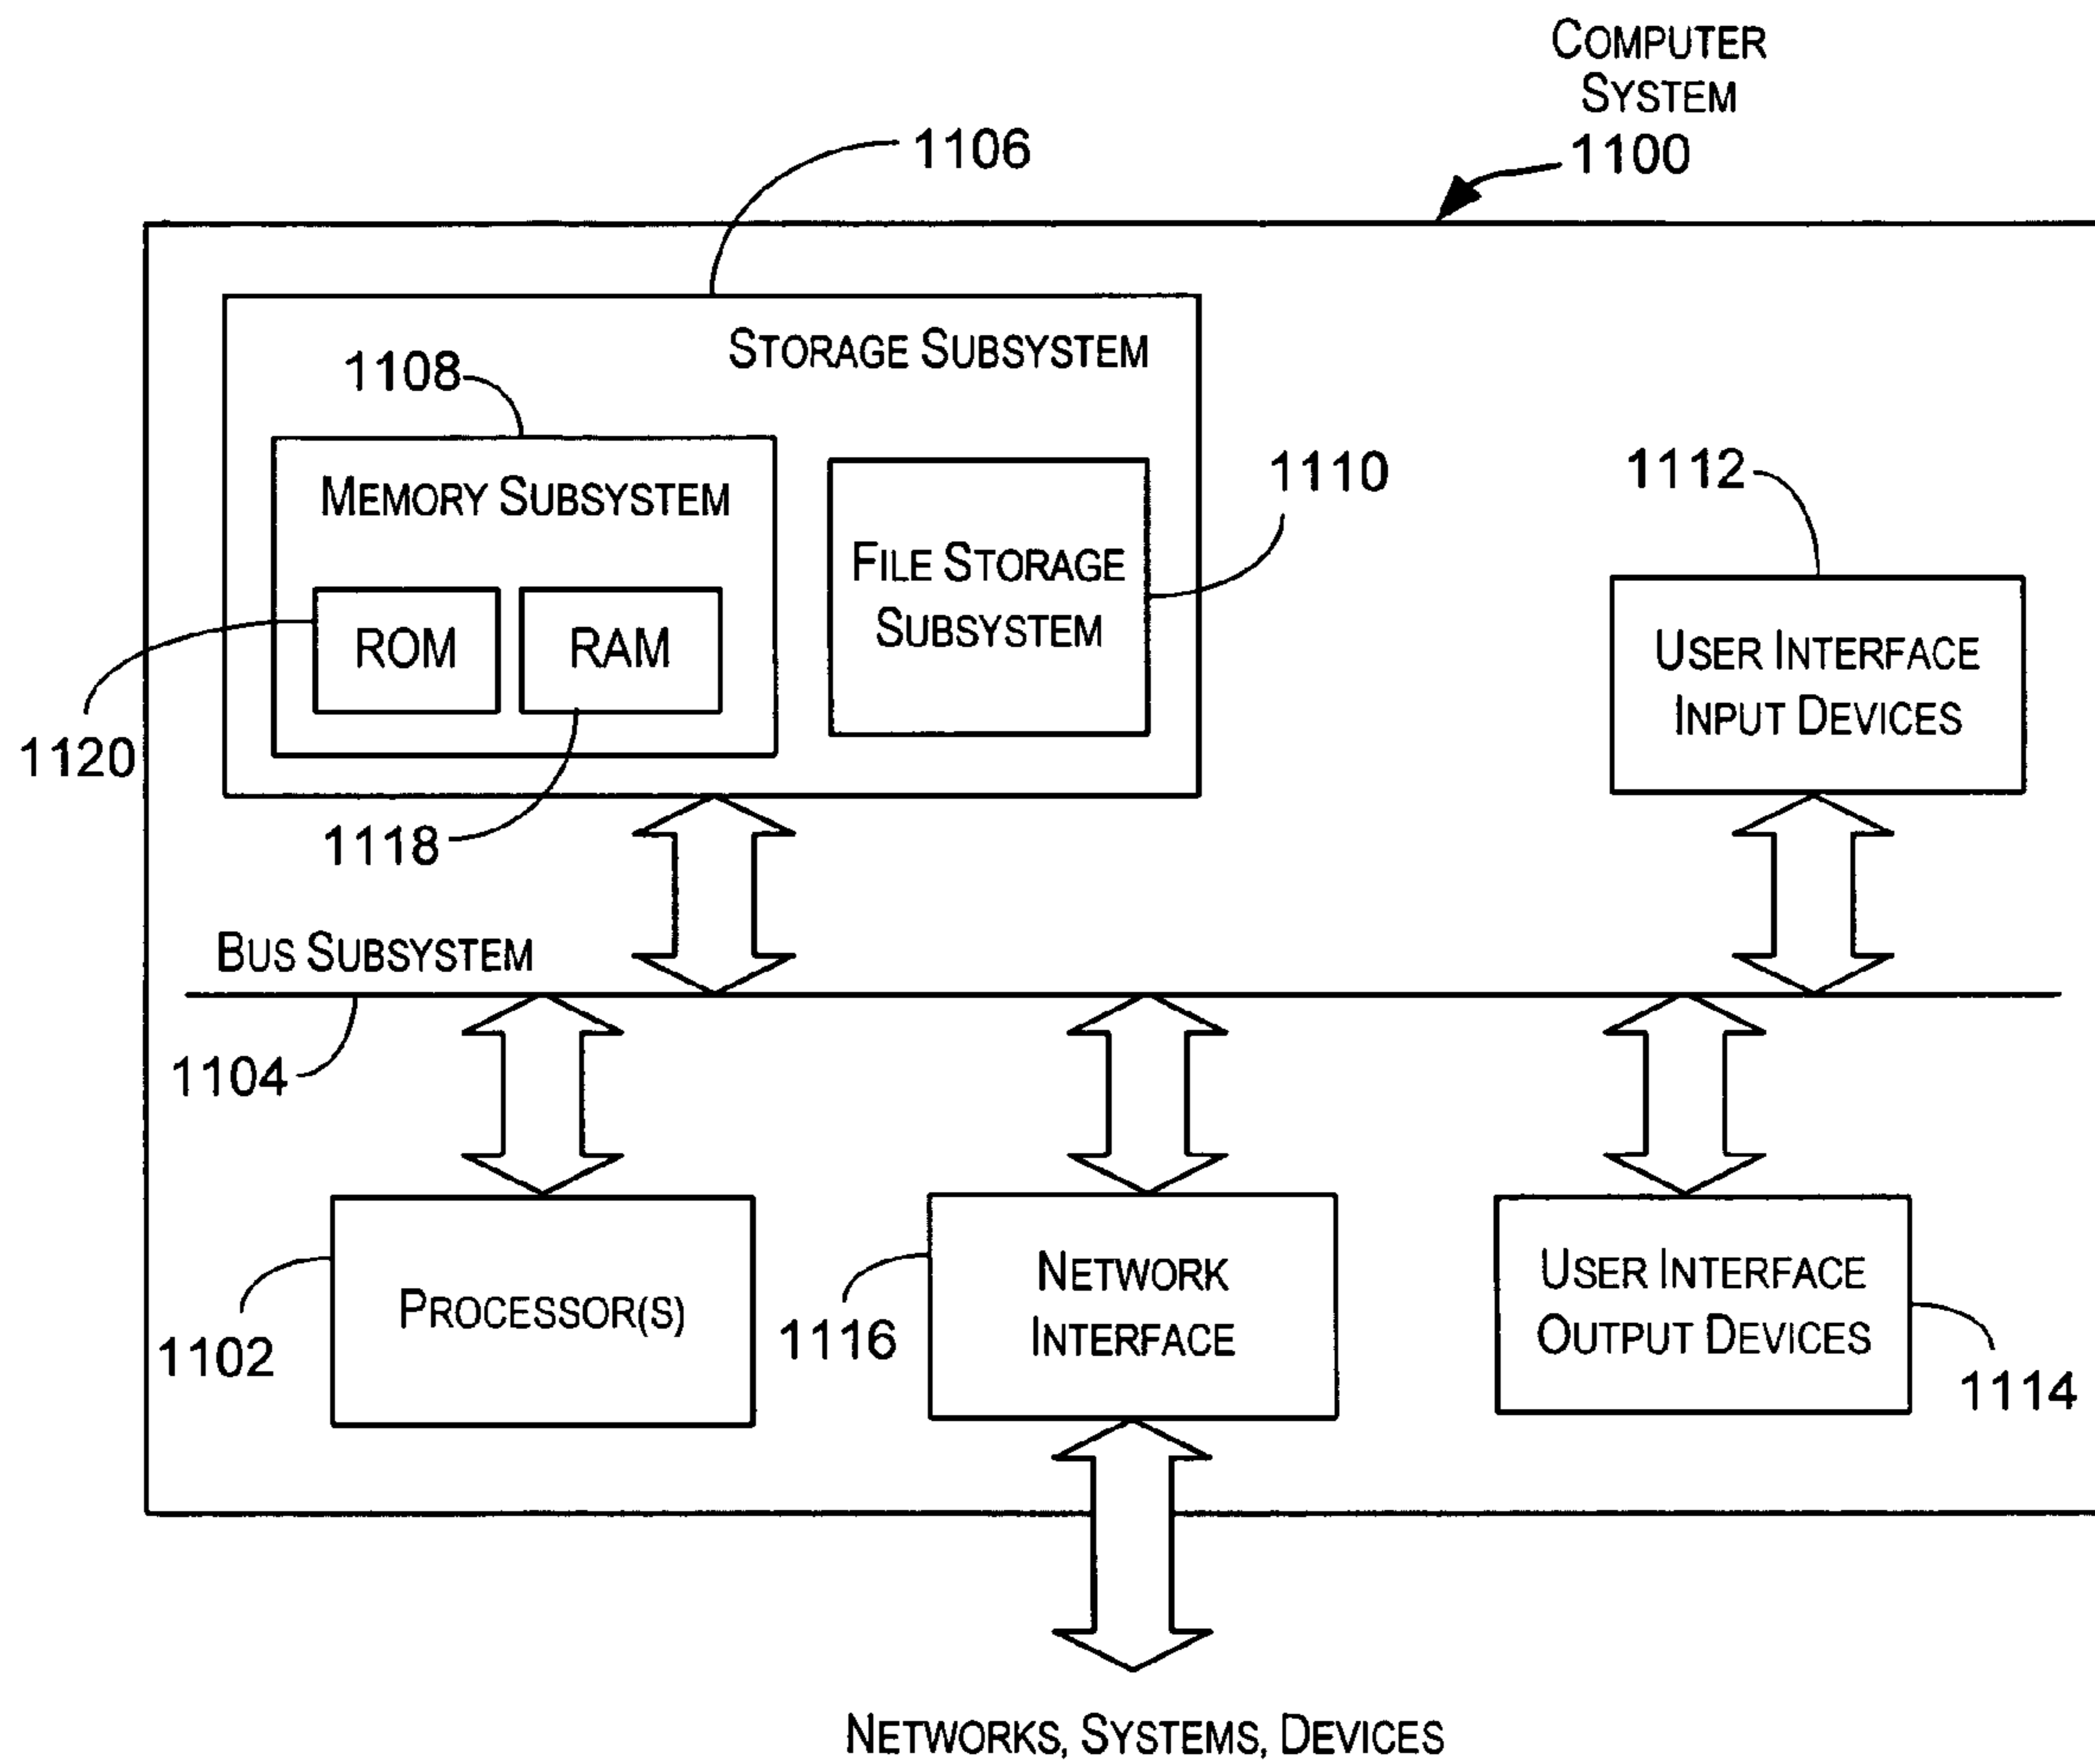 COMPUTER
SYSTEM
1100
1106
STORAGE SUBSYSTEM
1108
MEMORY SUBSYSTEM
1110
1112
FILE STORAGE
SUBSYSTEM
ROM
RAM
USER INTERFACE
INPUT DEVICES
1120
1118
BUS SUBSYSTEM
1104
PROCESSOR(S)
1102
NETWORK
INTERFACE
1116
USER INTERFACE
OUTPUT DEVICES
1114
NETWORKS, SYSTEMS, DEVICES